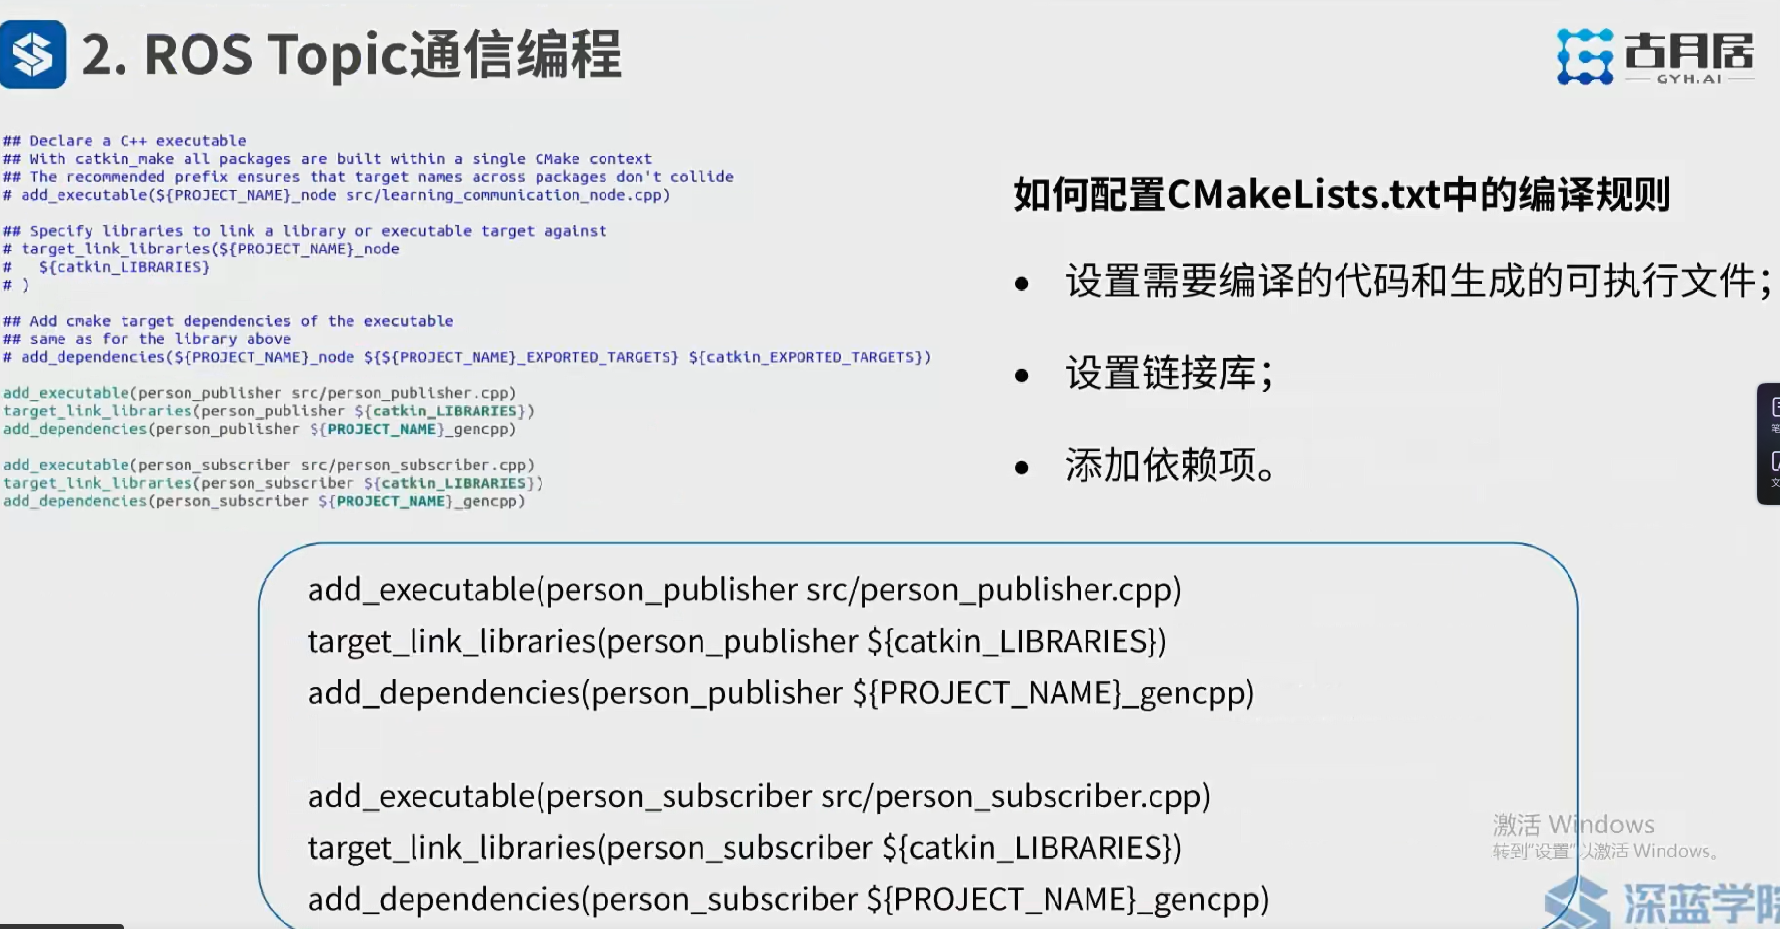 2. ROS Topic通信编程
古月居
GYH.AI
## Declare a C++ executable
## With catkin_make all packages are built within a single CMake context
## The recommended prefix ensures that target names across packages don't collide
# add_executable(${PROJECT_NAME}_node src/learning_communication_node.cpp)
## Specify libraries to link a library or executable target against
# target_link_libraries(${PROJECT_NAME}_node
#   ${catkin_LIBRARIES}
# )
## Add cmake target dependencies of the executable
## same as for the library above
# add_dependencies(${PROJECT_NAME}_node ${${PROJECT_NAME}_EXPORTED_TARGETS} ${catkin_EXPORTED_TARGETS})
add_executable(person_publisher src/person_publisher.cpp)
target_link_libraries(person_publisher ${catkin_LIBRARIES})
add_dependencies(person_publisher ${PROJECT_NAME}_gencpp)
add_executable(person_subscriber src/person_subscriber.cpp)
target_link_libraries(person_subscriber ${catkin_LIBRARIES})
add_dependencies(person_subscriber ${PROJECT_NAME}_gencpp)
如何配置CMakeLists.txt中的编译规则
• 设置需要编译的代码和生成的可执行文件；
• 设置链接库；
• 添加依赖项。
add_executable(person_publisher src/person_publisher.cpp)
target_link_libraries(person_publisher ${catkin_LIBRARIES})
add_dependencies(person_publisher ${PROJECT_NAME}_gencpp)
add_executable(person_subscriber src/person_subscriber.cpp)
target_link_libraries(person_subscriber ${catkin_LIBRARIES})
add_dependencies(person_subscriber ${PROJECT_NAME}_gencpp)
激活 Windows
转到"设置"以激活 Windows。
深蓝学院